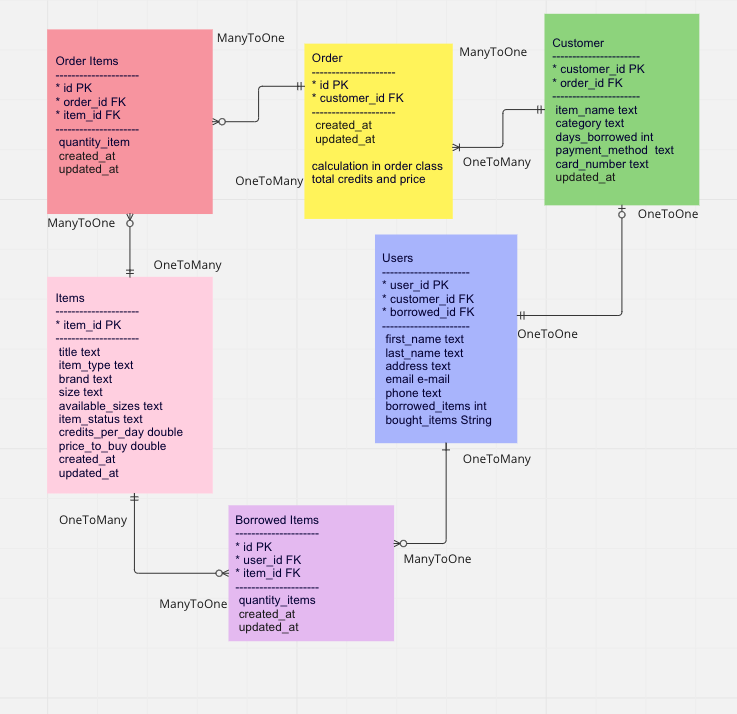 ManyToOne
Order Items
---------------------
* id PK
* order_id FK
* item_id FK
---------------------
quantity_item
created_at
updated_at
ManyToOne
Order
---------------------
* id PK
* customer_id FK
---------------------
created_at
updated_at
calculation in order class
total credits and price
OneToMany
ManyToOne
OneToMany
Customer
----------------------
* customer_id PK
* order_id FK
----------------------
item_name text
category text
days_borrowed int
payment_method  text
card_number text
updated_at
OneToOne
OneToMany
Items
---------------------
* item_id PK
---------------------
title text
item_type text
brand text
size text
available_sizes text
item_status text
credits_per_day double
price_to_buy double
created_at
updated_at
OneToMany
Users
----------------------
* user_id PK
* customer_id FK
* borrowed_id FK
----------------------
first_name text
last_name text
address text
email e-mail
phone text
borrowed_items int
bought_items String
OneToOne
OneToMany
Borrowed Items
---------------------
* id PK
* user_id FK
* item_id FK
---------------------
quantity_items
created_at
updated_at
ManyToOne
ManyToOne